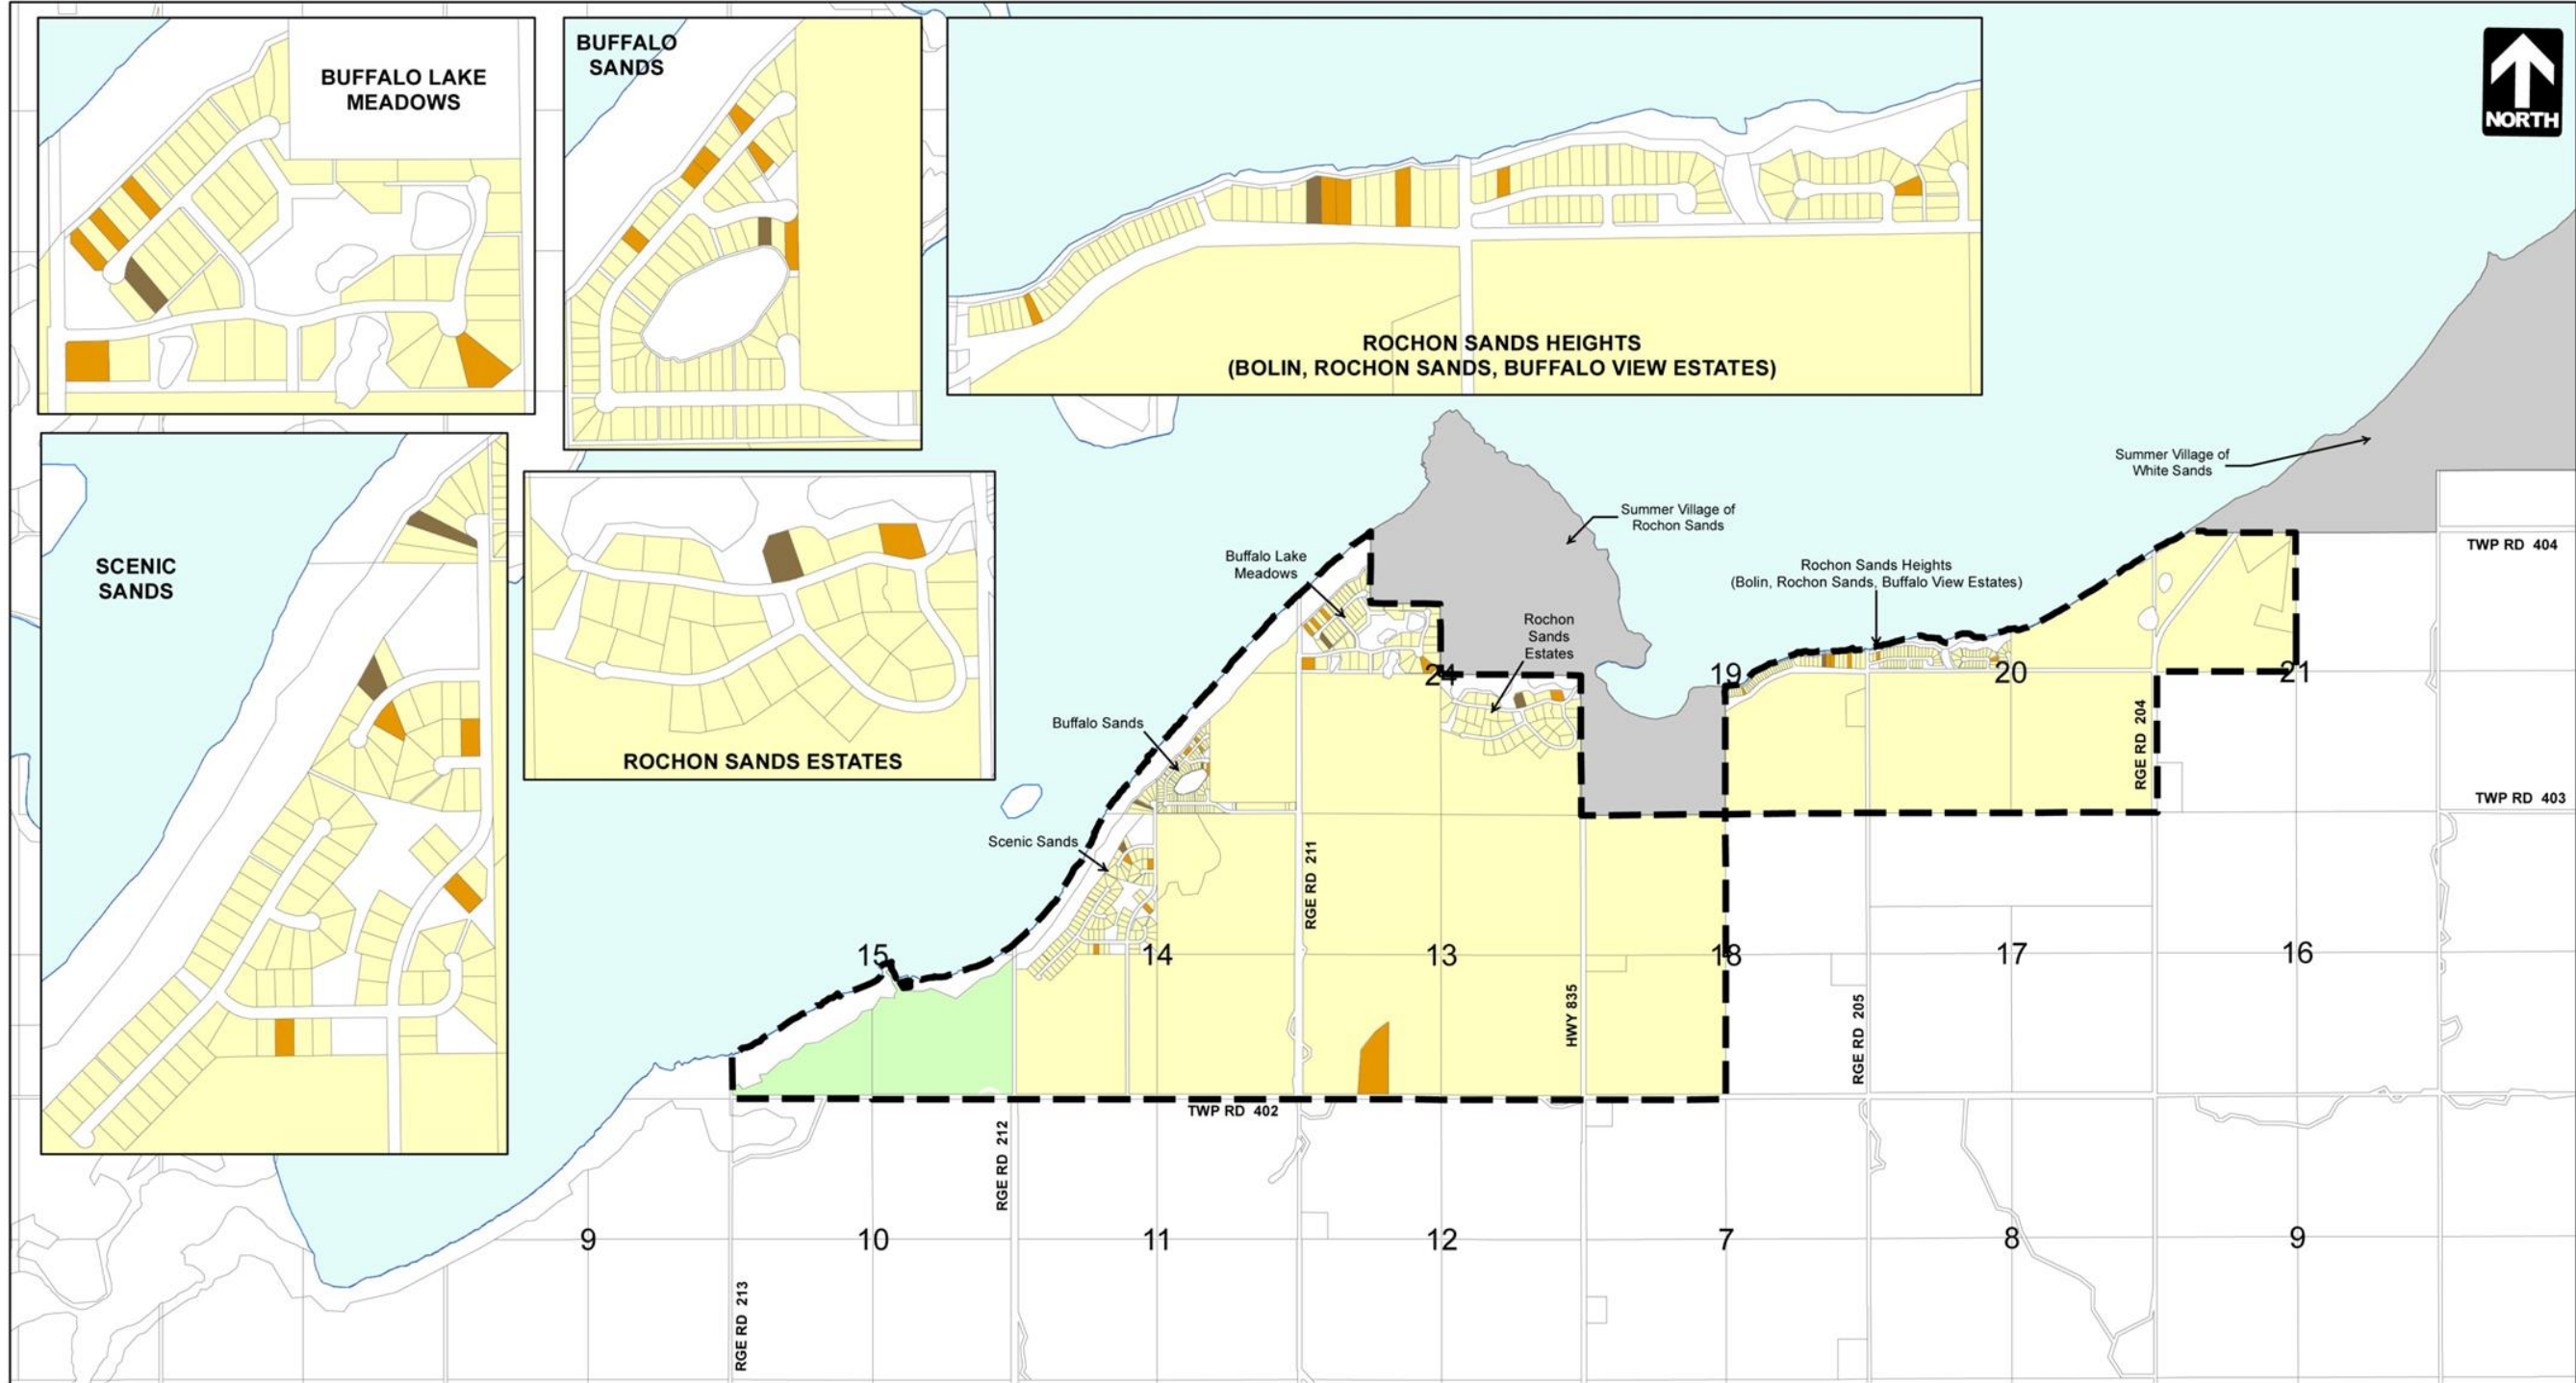 BUFFALO LAKE
MEADOWS
BUFFALO
SANDS
ROCHON SANDS HEIGHTS
(BOLIN, ROCHON SANDS, BUFFALO VIEW ESTATES)
NORTH
SCENIC
SANDS
ROCHON SANDS ESTATES
Summer Village of
White Sands
Summer Village of
Rochon Sands
Buffalo Lake
Meadows
Rochon Sands Heights
(Bolin, Rochon Sands, Buffalo View Estates)
TWP RD 404
Rochon
Sands
Estates
24
19
20
21
Buffalo Sands
RGE RD 204
TWP RD 403
Scenic Sands
RGE RD 211
15
14
13
18
17
16
HWY 835
RGE RD 205
TWP RD 402
RGE RD 212
9
10
11
12
7
8
9
RGE RD 213